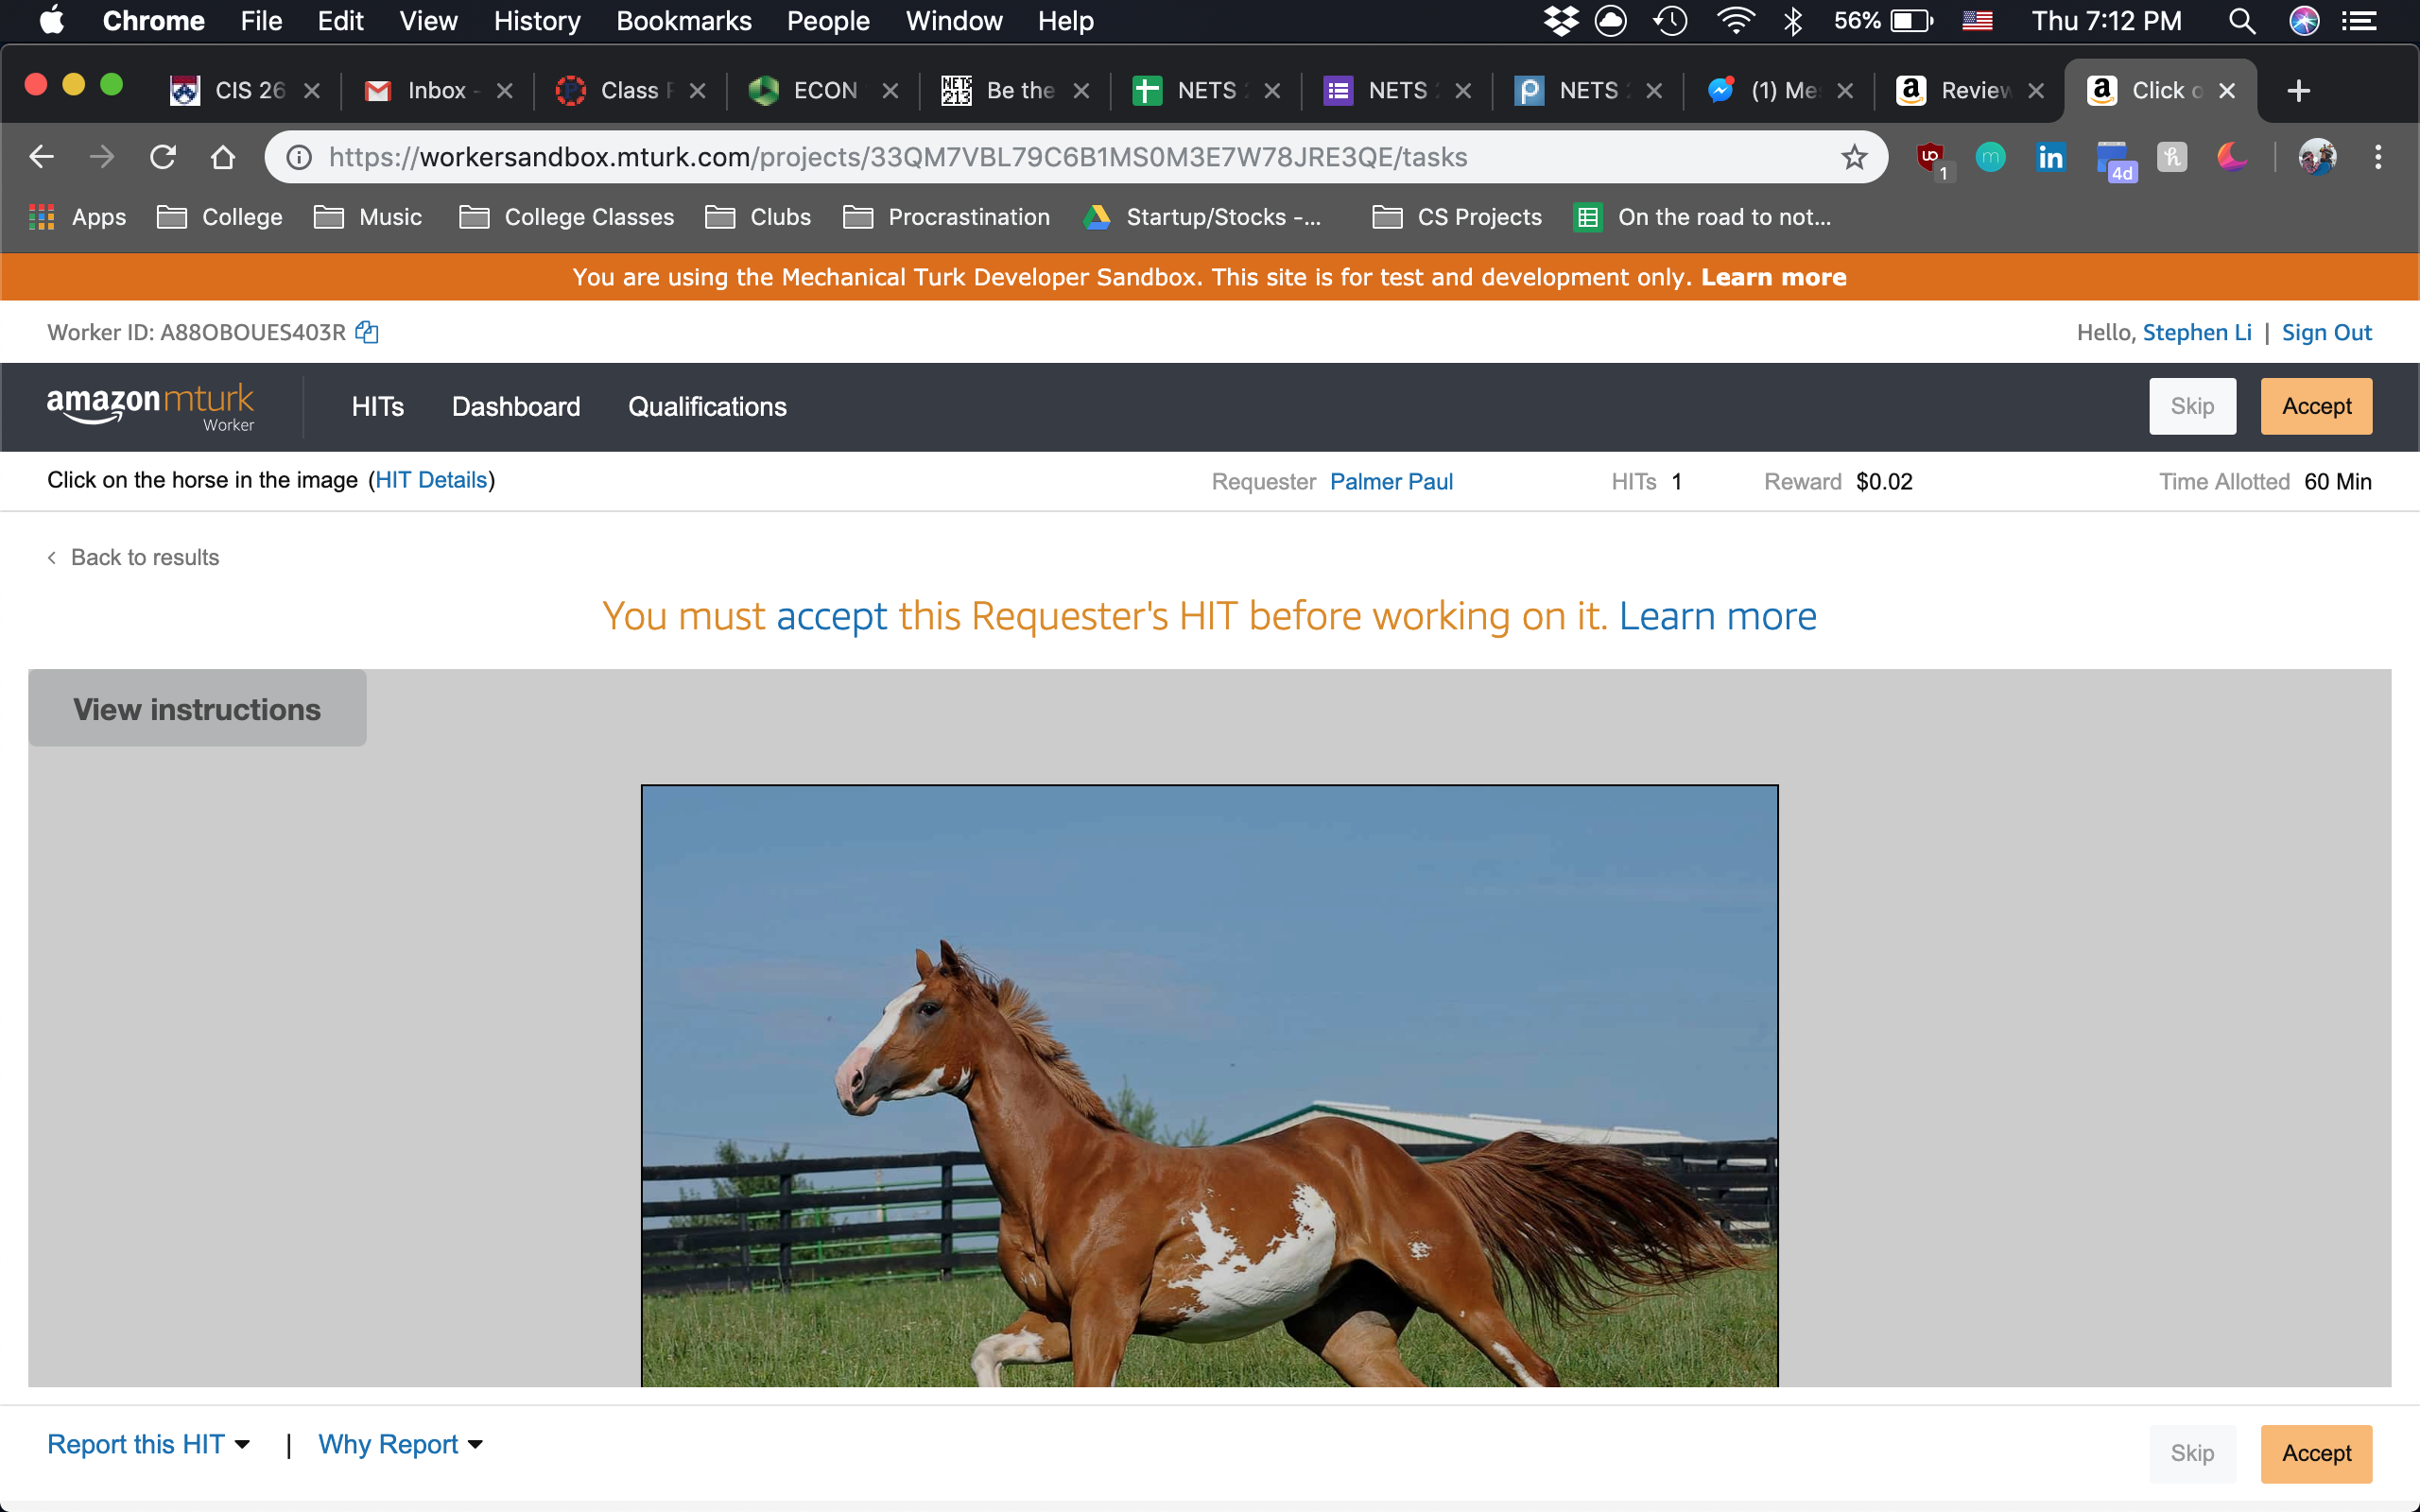 Chrome File Edit View History Bookmarks People Window Help 56% Thu 7:12 PM
CIS 26 Inbox - Class ECON NETS 213 Be the NETS NETS NETS (1) Me Review Click o
https://workersandbox.mturk.com/projects/33QM7VBL79C6B1MS0M3E7W78JRE3QE/tasks UD 1 m in 4d h
Apps College Music College Classes Clubs Procrastination Startup/Stocks -... CS Projects On the road to not...
You are using the Mechanical Turk Developer Sandbox. This site is for test and development only. Learn more
Worker ID: A88OBOUES403R Hello, Stephen Li | Sign Out
amazon mturk Worker HITs Dashboard Qualifications Skip Accept
Click on the horse in the image (HIT Details) Requester Palmer Paul HITs 1 Reward $0.02 Time Allotted 60 Min
< Back to results
You must accept this Requester's HIT before working on it. Learn more
View instructions
Report this HIT | Why Report Skip Accept